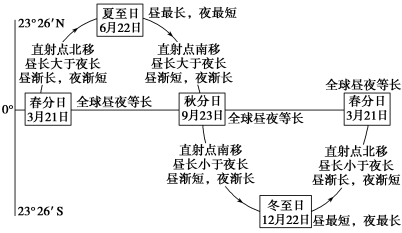 23°26′N
夏至日
6月22日
昼最长，夜最短
直射点北移
昼长大于夜长
昼渐长，夜渐短
直射点南移
昼长大于夜长
昼渐短，夜渐长
全球昼夜等长
0°
春分日
3月21日
全球昼夜等长
秋分日
9月23日
全球昼夜等长
春分日
3月21日
直射点南移
昼长小于夜长
昼渐短，夜渐长
直射点北移
昼长小于夜长
昼渐长，夜渐短
23°26′S
冬至日
12月22日
昼最短，夜最长